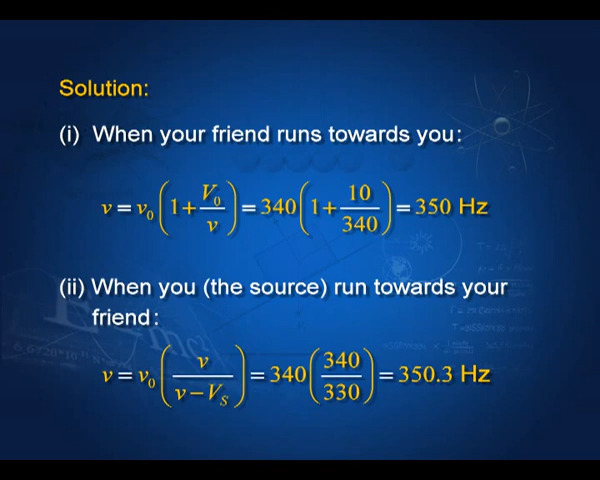 Solution:
(i) When your friend runs towards you:
ν = ν₀ (1 + V₀/v) = 340 (1 + 10/340) = 350 Hz
(ii) When you (the source) run towards your
friend:
ν = ν₀ (v/(v − V_S)) = 340 (340/330) = 350.3 Hz